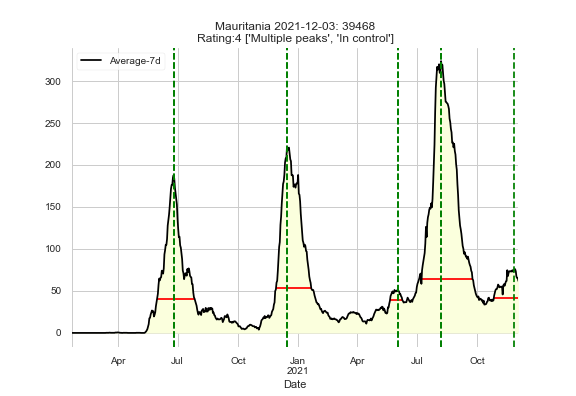 Mauritania 2021-12-03: 39468
Rating:4 ['Multiple peaks', 'In control']
Average-7d
300
250
200
150
100
50
0
Apr Jul Oct Jan Apr Jul Oct
2021
Date